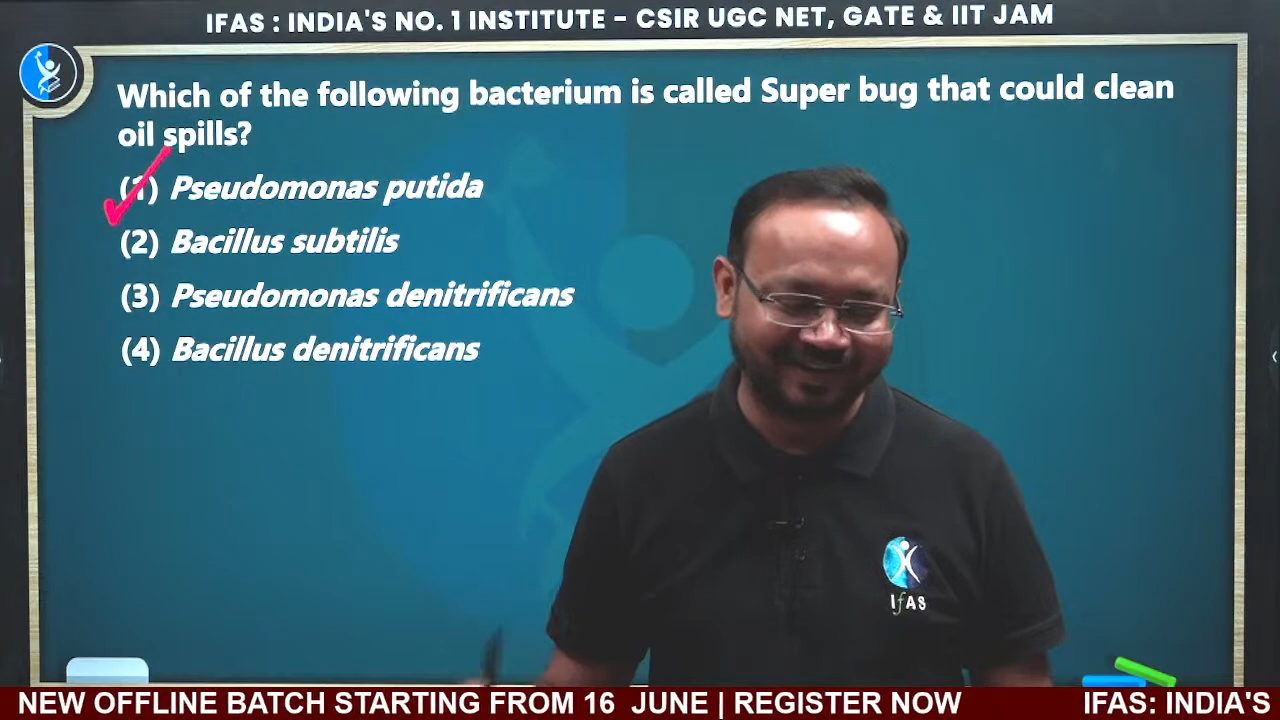 IFAS : INDIA'S NO. 1 INSTITUTE - CSIR UGC NET, GATE & IIT JAM
Which of the following bacterium is called Super bug that could clean
oil spills?
(1) Pseudomonas putida
(2) Bacillus subtilis
(3) Pseudomonas denitrificans
(4) Bacillus denitrificans
IfAS
NEW OFFLINE BATCH STARTING FROM 16 JUNE | REGISTER NOW IFAS: INDIA'S